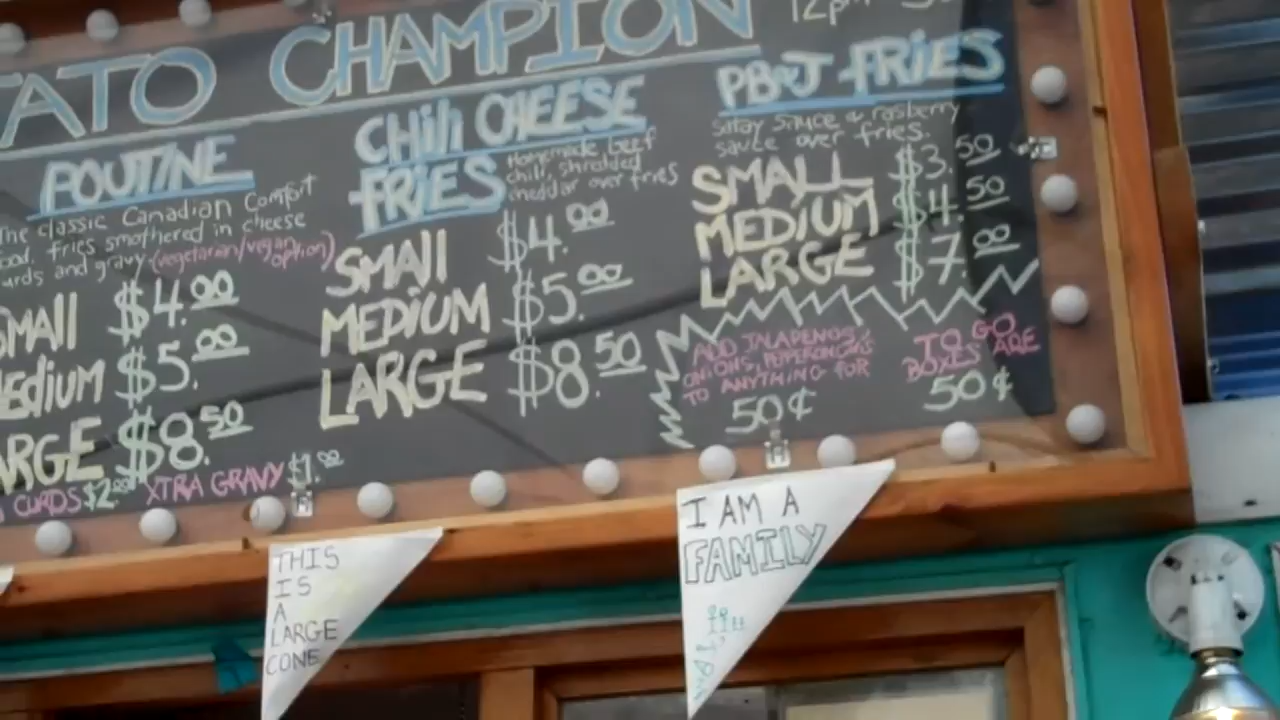 TATO CHAMPION
12pm
POUTINE
The classic Canadian Comfort
food, fries smothered in cheese
curds and gravy (vegetarian/vegan
option)
SMALL $4.00
Medium $5.00
LARGE $8.50
CURDS $2.00 XTRA GRAVY $1.00
Chili CHEESE
FRIES
Homemade beef
chili, shredded
cheddar over fries
SMAll $4.00
MEDIUM $5.00
LARGE $8.50
PB&J FRIES
Satay Sauce & rasberry
sauce over fries.
SMALL $3.50
MEDIUM $4.50
LARGE $7.00
ADD JALAPENOS,
ONIONS, PEPPERONCINIS
TO ANYTHING FOR
50¢
TO GO
BOXES ARE
50¢
THIS
IS
A
LARGE
CONE
I AM A
FAMILY